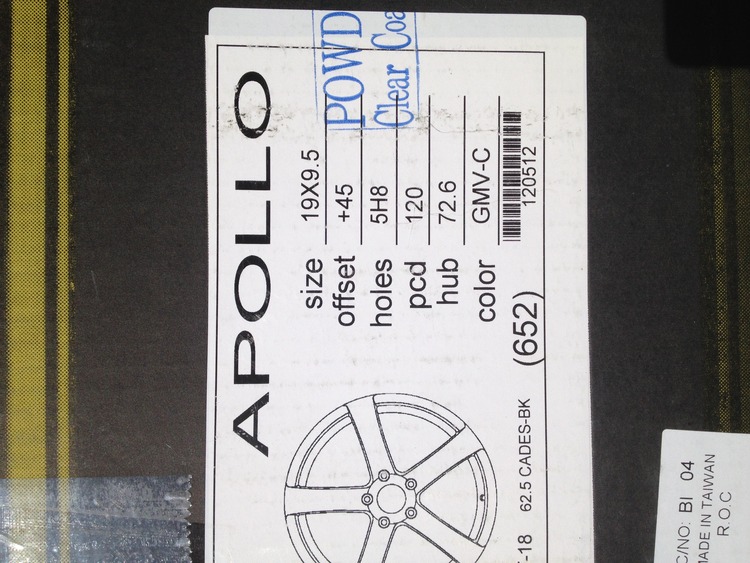 APOLLO
POWD
Clear Coa
size 19X9.5
offset +45
holes 5H8
pcd 120
hub 72.6
color GMV-C
(652)
120512
-18 62.5 CADES-BK
C/NO: BI 04
MADE IN TAIWAN
R.O.C